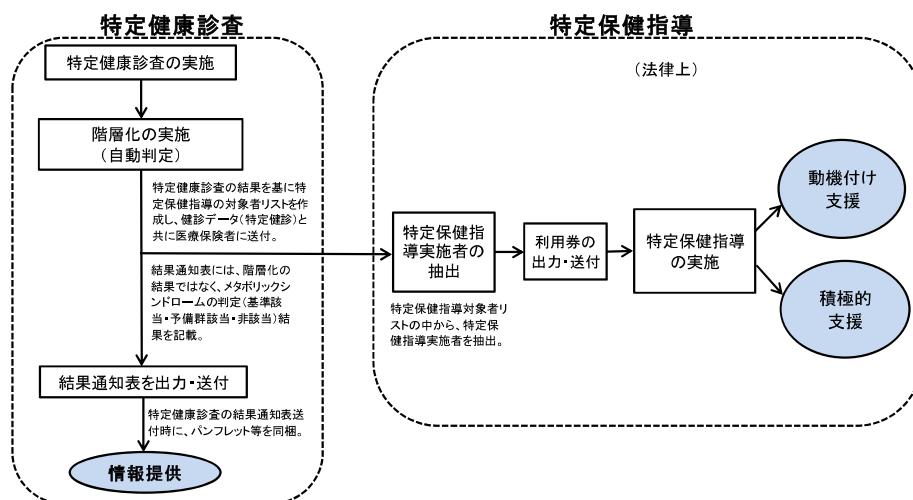 特定健康診査
特定健康診査の実施
階層化の実施
(自動判定)
特定健康診査の結果を基に特
定保健指導の対象者リストを作
成し、健診データ(特定健診)と
共に医療保険者に送付。
結果通知表には、階層化の
結果ではなく、メタボリックシ
ンドロームの判定(基準該
当・予備群該当・非該当)結
果を記載。
結果通知表を出力・送付
特定健康診査の結果通知表送
付時に、パンフレット等を同梱。
情報提供
特定保健指導
(法律上)
特定保健指
導実施者の
抽出
特定保健指導対象者リ
ストの中から、特定保
健指導実施者を抽出。
利用券の
出力・送付
特定保健指導
の実施
動機付け
支援
積極的
支援